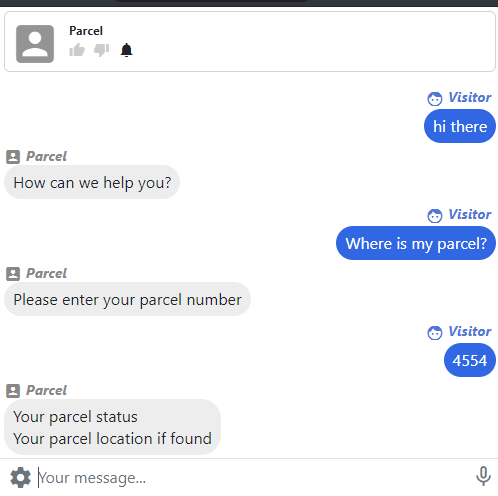 Parcel
Visitor
hi there
Parcel
How can we help you?
Visitor
Where is my parcel?
Parcel
Please enter your parcel number
Visitor
4554
Parcel
Your parcel status
Your parcel location if found
Your message...